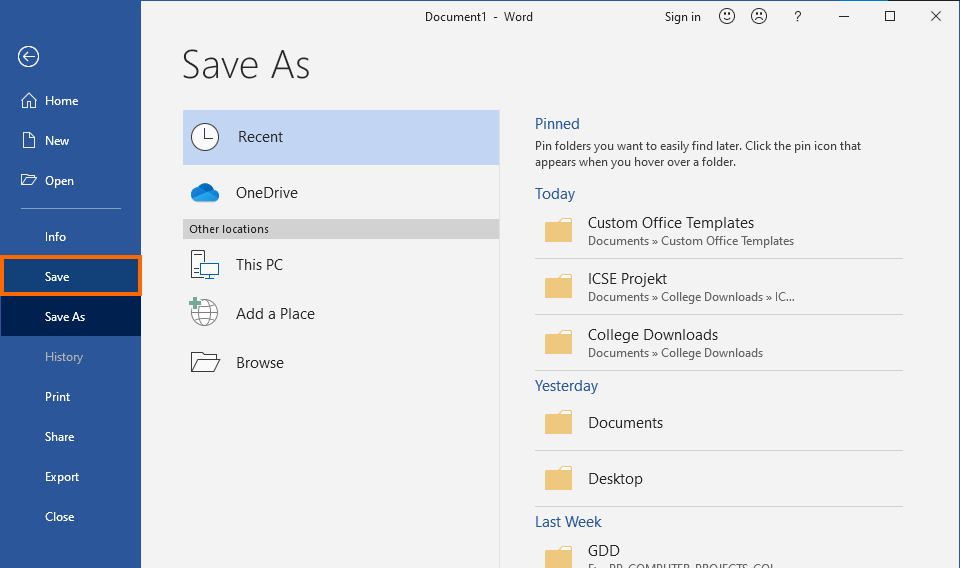 Document1 - Word
Sign in
?
Save As
Home
New
Open
Info
Save
Save As
History
Print
Share
Export
Close
Recent
OneDrive
Other locations
This PC
Add a Place
Browse
Pinned
Pin folders you want to easily find later. Click the pin icon that
appears when you hover over a folder.
Today
Custom Office Templates
Documents » Custom Office Templates
ICSE Projekt
Documents » College Downloads » IC...
College Downloads
Documents » College Downloads
Yesterday
Documents
Desktop
Last Week
GDD